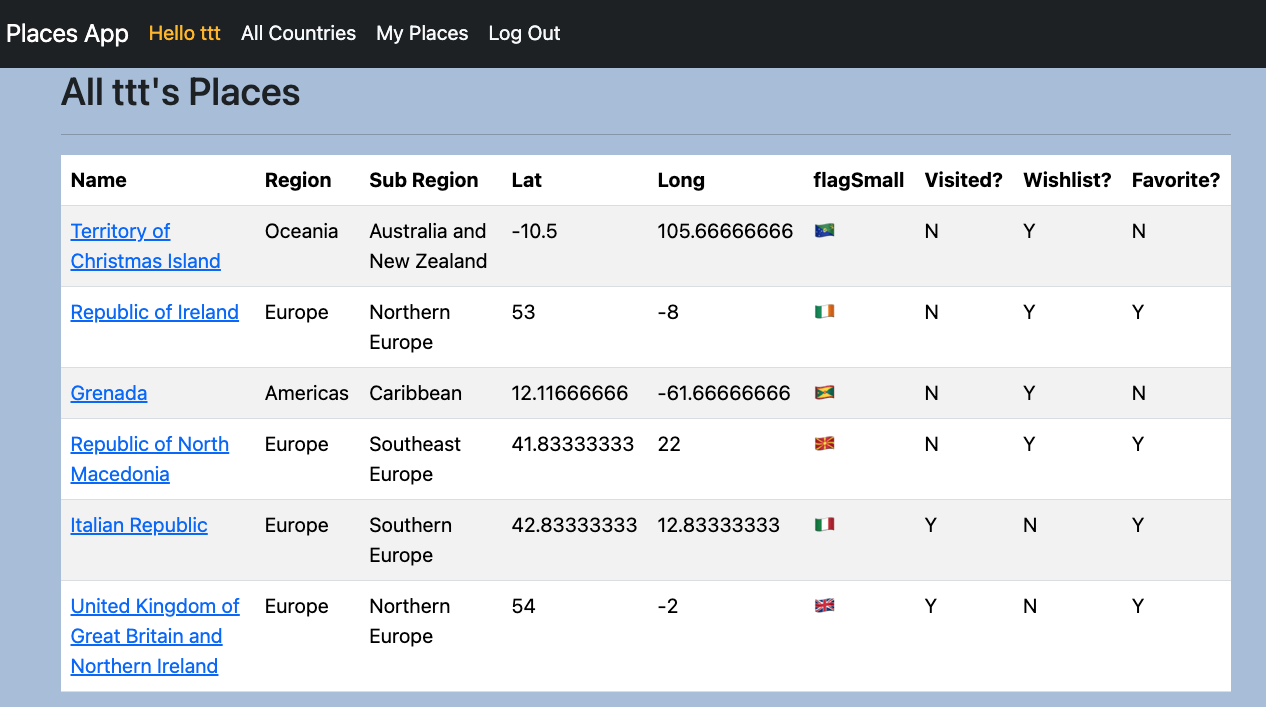 Places App Hello ttt All Countries My Places Log Out
All ttt's Places
Name Region Sub Region Lat Long flagSmall Visited? Wishlist? Favorite?
Territory of Oceania Australia and -10.5 105.66666666 N Y N
Christmas Island New Zealand
Republic of Ireland Europe Northern 53 -8 N Y Y
Europe
Grenada Americas Caribbean 12.11666666 -61.66666666 N Y N
Republic of North Europe Southeast 41.83333333 22 N Y Y
Macedonia Europe
Italian Republic Europe Southern 42.83333333 12.83333333 Y N Y
Europe
United Kingdom of Europe Northern 54 -2 Y N Y
Great Britain and Europe
Northern Ireland